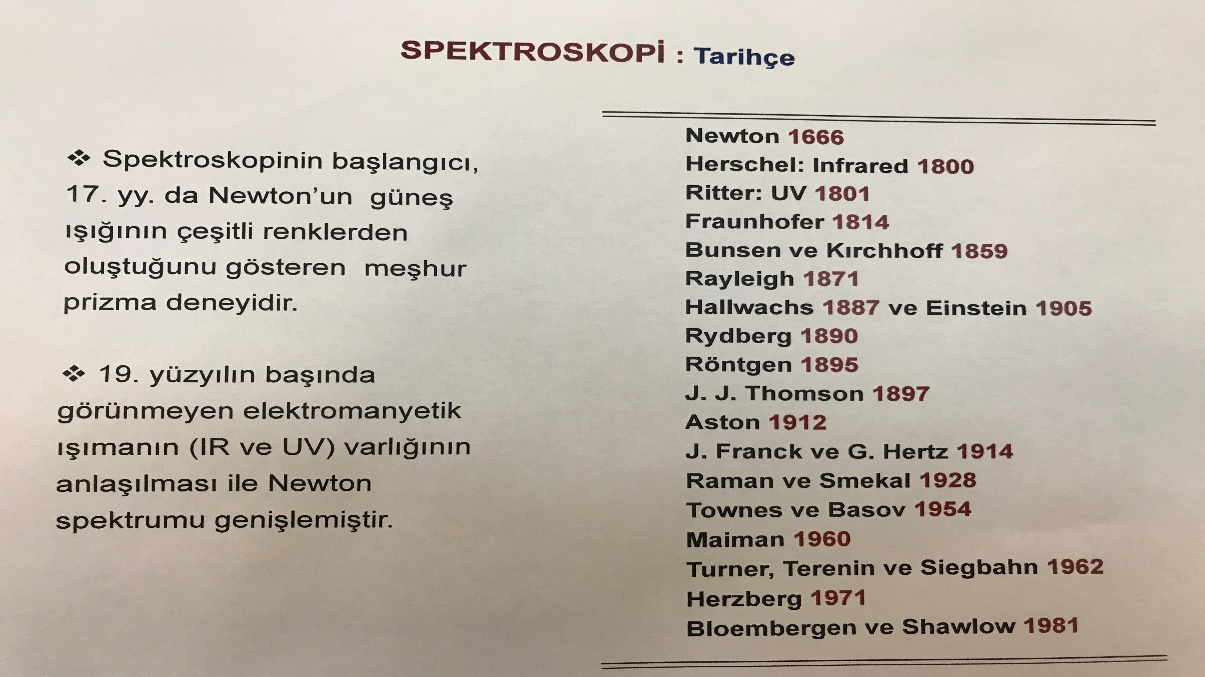 SPEKTROSKOPİ : Tarihçe
❖ Spektroskopinin başlangıcı,
17. yy. da Newton’un güneş
ışığının çeşitli renklerden
oluştuğunu gösteren meşhur
prizma deneyidir.
❖ 19. yüzyılın başında
görünmeyen elektromanyetik
ışımanın (IR ve UV) varlığının
anlaşılması ile Newton
spektrumu genişlemiştir.
Newton 1666
Herschel: Infrared 1800
Ritter: UV 1801
Fraunhofer 1814
Bunsen ve Kırchhoff 1859
Rayleigh 1871
Hallwachs 1887 ve Einstein 1905
Rydberg 1890
Röntgen 1895
J. J. Thomson 1897
Aston 1912
J. Franck ve G. Hertz 1914
Raman ve Smekal 1928
Townes ve Basov 1954
Maiman 1960
Turner, Terenin ve Siegbahn 1962
Herzberg 1971
Bloembergen ve Shawlow 1981